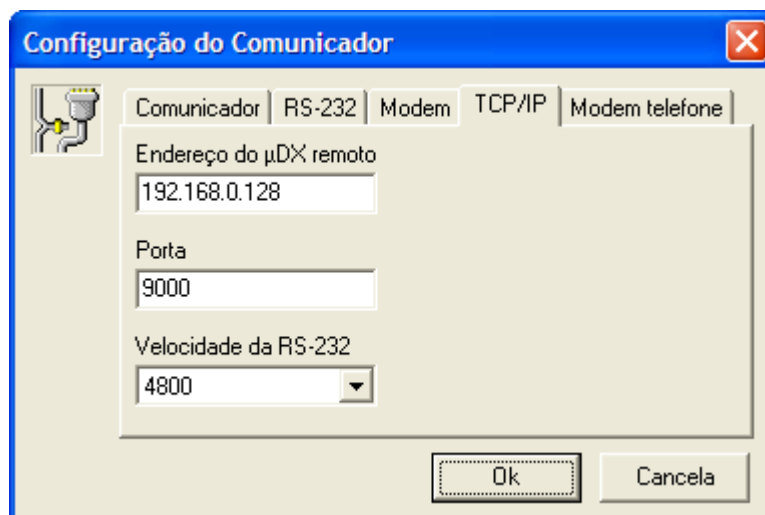 Configuração do Comunicador
Comunicador RS-232 Modem TCP/IP Modem telefone
Endereço do µDX remoto
192.168.0.128
Porta
9000
Velocidade da RS-232
4800
Ok Cancela